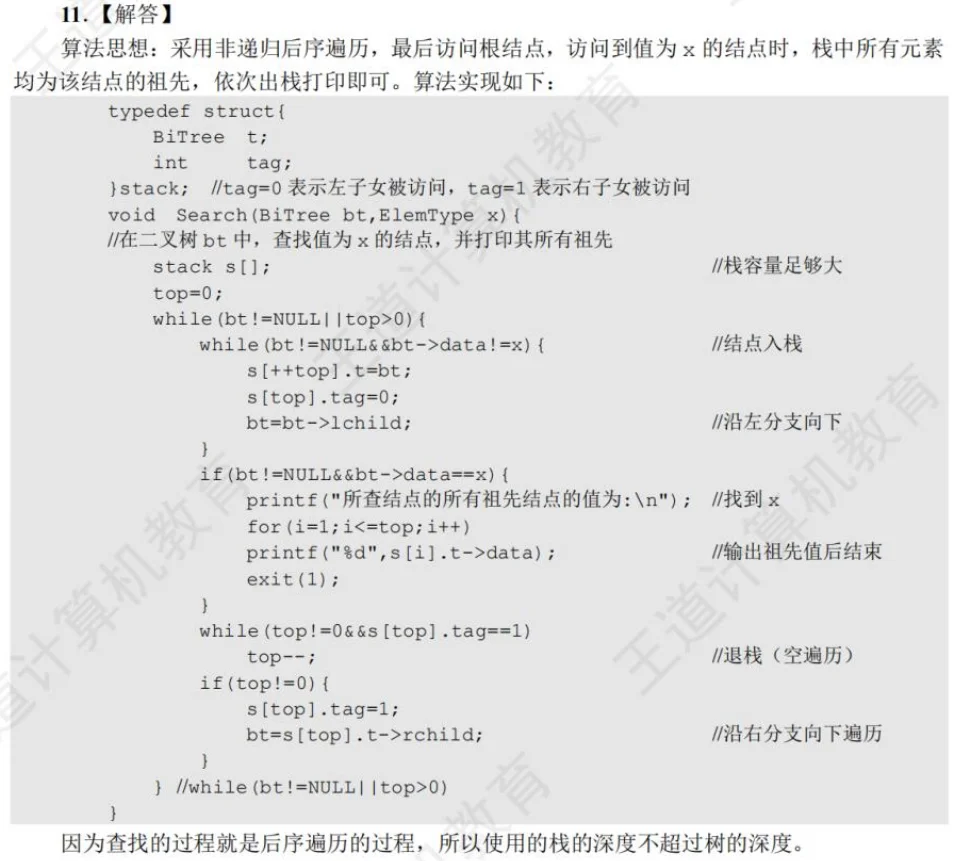 11.【解答】
算法思想：采用非递归后序遍历，最后访问根结点，访问到值为 x 的结点时，栈中所有元素
均为该结点的祖先，依次出栈打印即可。算法实现如下：
typedef struct{
BiTree t;
int tag;
}stack; //tag=0 表示左子女被访问，tag=1 表示右子女被访问
void Search(BiTree bt,ElemType x){
//在二叉树 bt 中，查找值为 x 的结点，并打印其所有祖先
stack s[]; //栈容量足够大
top=0;
while(bt!=NULL||top>0){
while(bt!=NULL&&bt->data!=x){ //结点入栈
s[++top].t=bt;
s[top].tag=0;
bt=bt->lchild; //沿左分支向下
}
if(bt!=NULL&&bt->data==x){
printf("所查结点的所有祖先结点的值为:\n"); //找到 x
for(i=1;i<=top;i++)
printf("%d",s[i].t->data); //输出祖先值后结束
exit(1);
}
while(top!=0&&s[top].tag==1)
top--; //退栈（空遍历）
if(top!=0){
s[top].tag=1;
bt=s[top].t->rchild; //沿右分支向下遍历
}
} //while(bt!=NULL||top>0)
}
因为查找的过程就是后序遍历的过程，所以使用的栈的深度不超过树的深度。
王道计算机教育